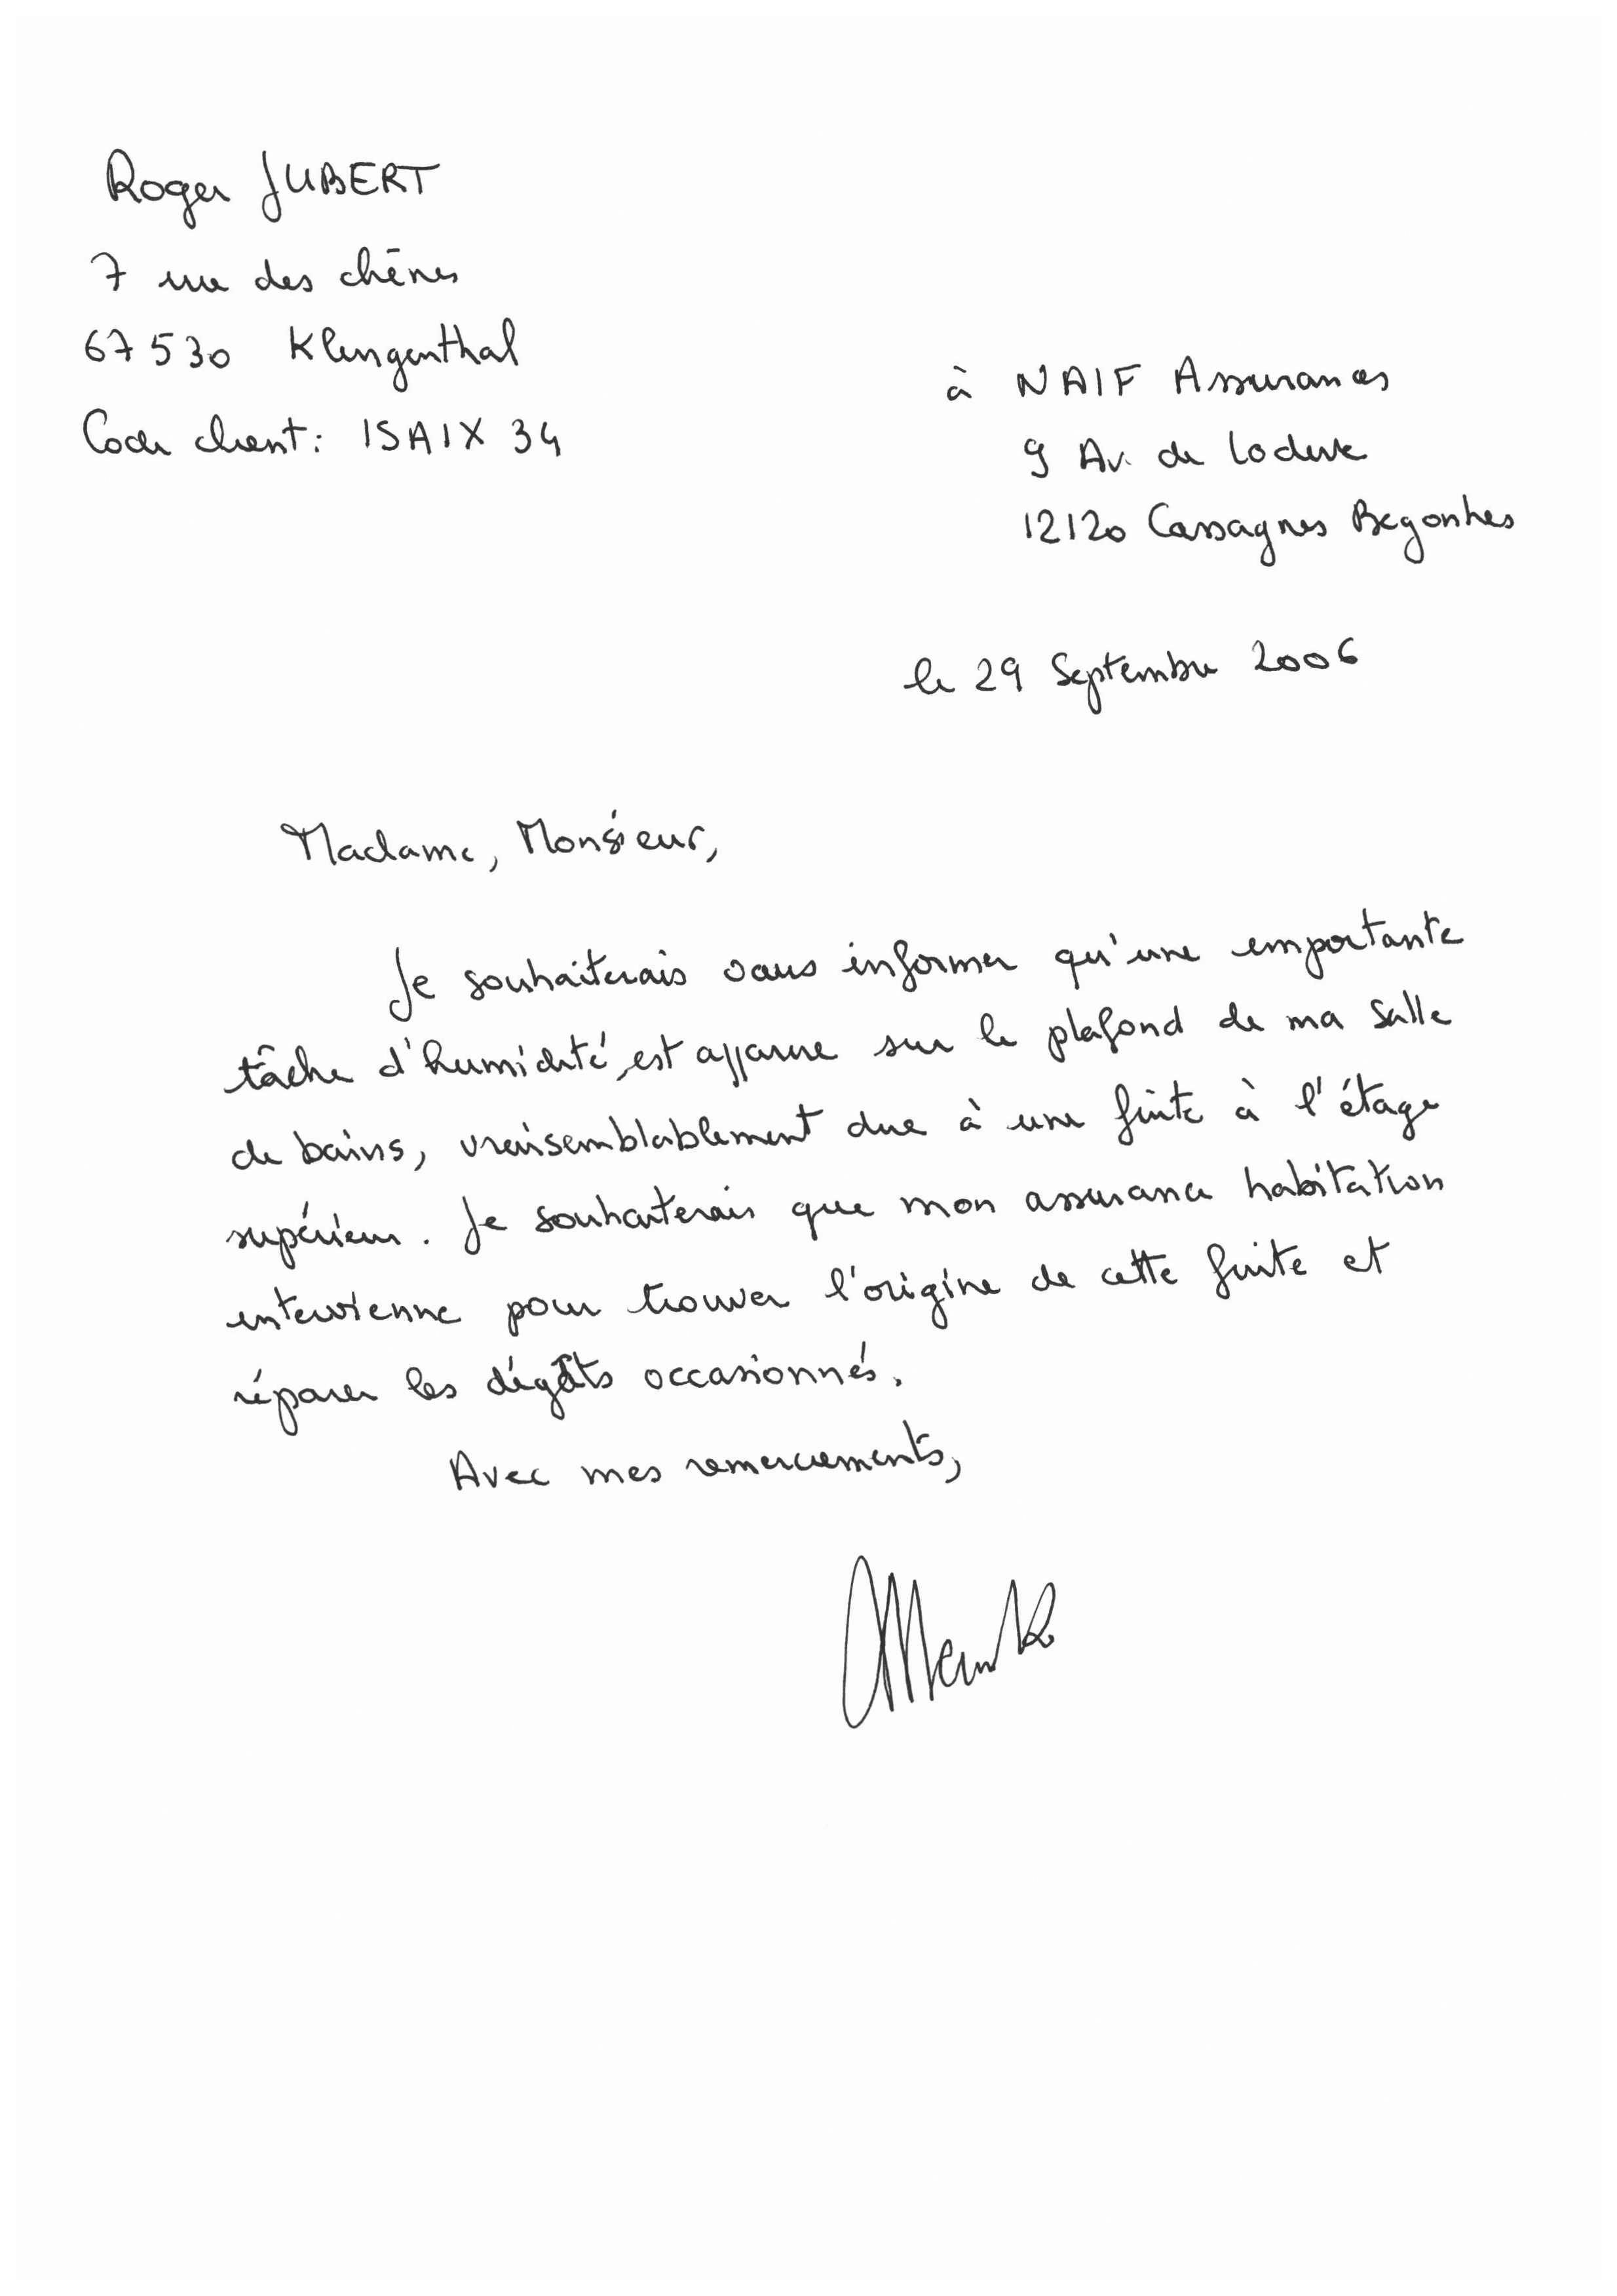 Roger JUBERT
7 rue des chênes
67530 Klingenthal
Code client : ISAIX 34
à NAIF Assurances
9 Av. de Lodeve
12120 Cassagnes Begonhes
le 29 Septembre 2006
Madame, Monsieur,
Je souhaiterais vous informer qu'une importante
tâche d'humidité, est apparue sur le plafond de ma salle
de bains, vraisemblablement due à une fuite à l'étage
supérieur. Je souhaiterais que mon assurance habitation
intervienne pour trouver l'origine de cette fuite et
réparer les dégâts occasionnés.
Avec mes remerciements,